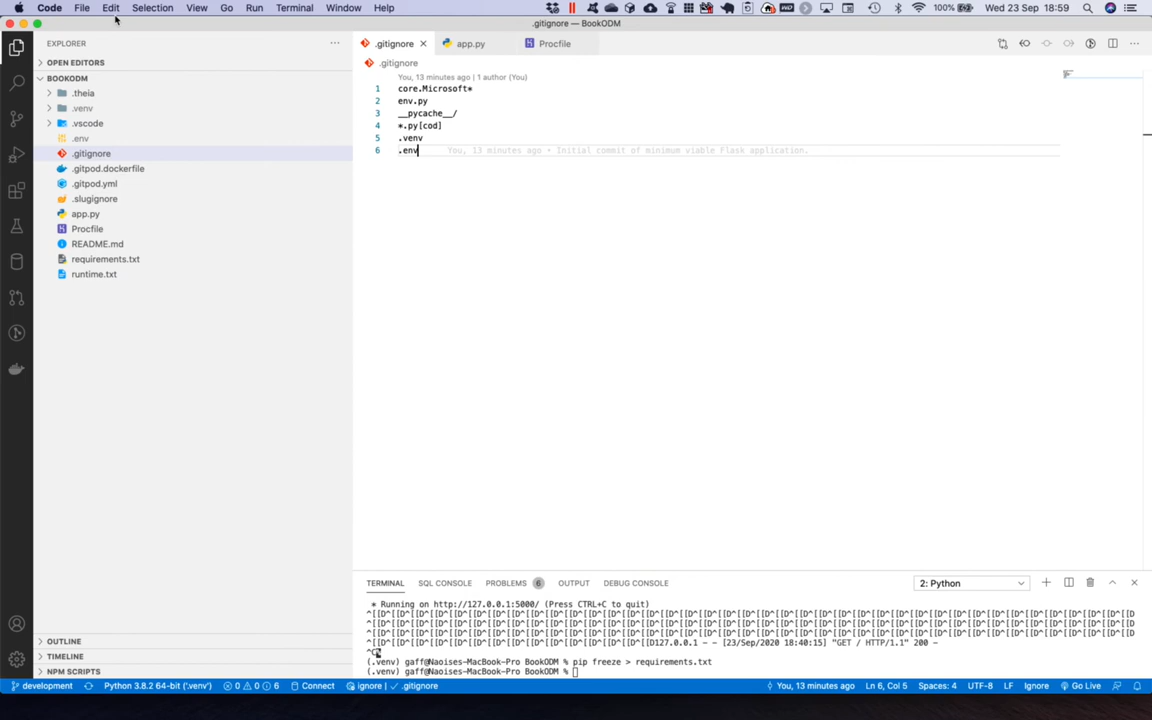 Code File Edit Selection View Go Run Terminal Window Help 100% Wed 23 Sep 18:59
.gitignore — BookODM
EXPLORER
.gitignore app.py Procfile
OPEN EDITORS
.gitignore
BOOKODM
You, 13 minutes ago | 1 author (You)
.theia
1 core.Microsoft*
.venv
2 env.py
.vscode
3 __pycache__/
.env
4 *.py[cod]
.gitignore
5 .venv
.gitpod.dockerfile
6 .env You, 13 minutes ago • Initial commit of minimum viable Flask application.
.gitpod.yml
.slugignore
app.py
Procfile
README.md
requirements.txt
runtime.txt
TERMINAL SQL CONSOLE PROBLEMS 6 OUTPUT DEBUG CONSOLE 2: Python
* Running on http://127.0.0.1:5000/ (Press CTRL+C to quit)
127.0.0.1 - - [23/Sep/2020 18:40:15] "GET / HTTP/1.1" 200 -
^C
(.venv) gaff@Naoises-MacBook-Pro BookODM % pip freeze > requirements.txt
(.venv) gaff@Naoises-MacBook-Pro BookODM %
OUTLINE
TIMELINE
NPM SCRIPTS
development Python 3.8.2 64-bit ('.venv') 0 0 6 Connect ignore | ✓ .gitignore You, 13 minutes ago Ln 6, Col 5 Spaces: 4 UTF-8 LF Ignore Go Live